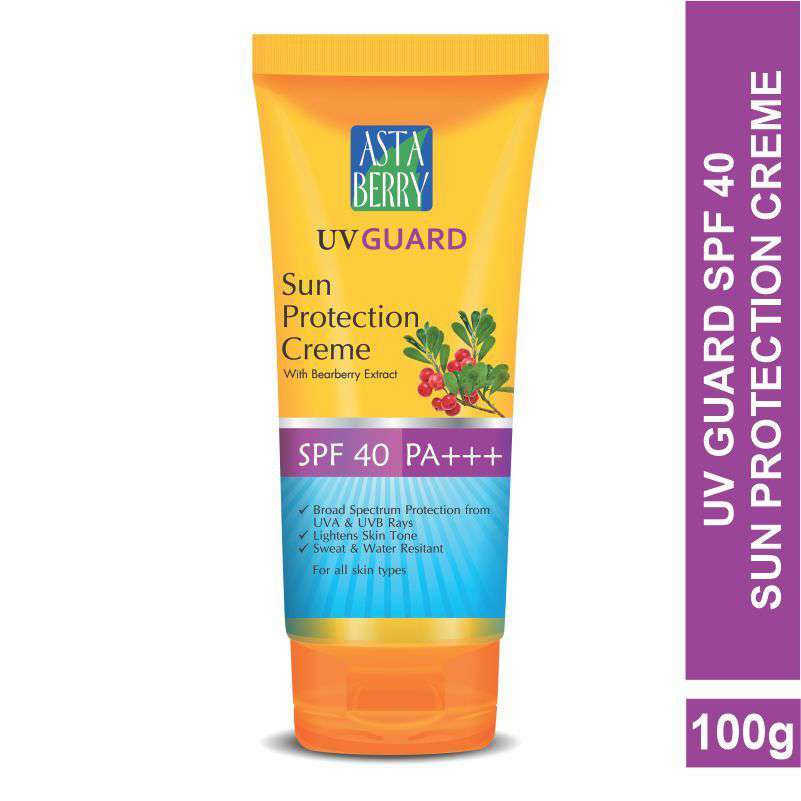 ASTA
BERRY
UV GUARD
Sun
Protection
Creme
With Bearberry Extract
SPF 40 PA+++
✓ Broad Spectrum Protection from
UVA & UVB Rays
✓ Lightens Skin Tone
✓ Sweat & Water Resitant
For all skin types
UV GUARD SPF 40
SUN PROTECTION CREME
100g